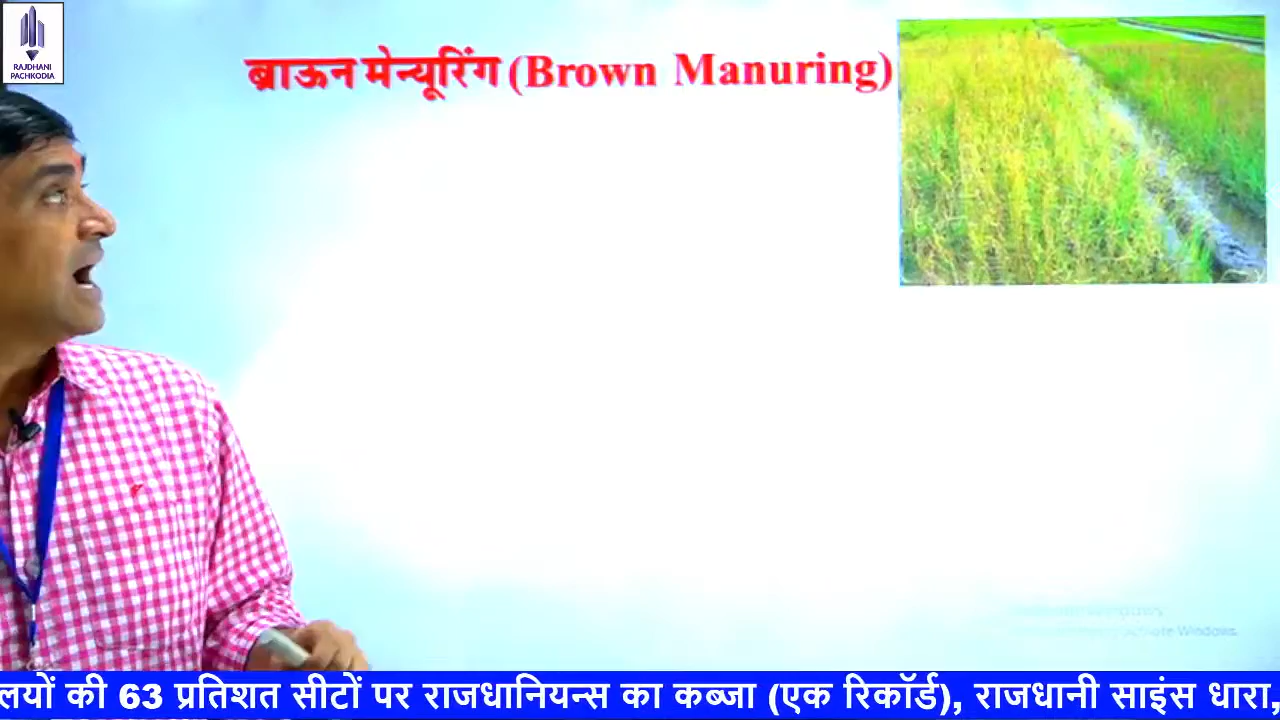 RAJDHANI
PACHKODIA
ब्राऊन मेन्यूरिंग (Brown Manuring)
लयों की 63 प्रतिशत सीटों पर राजधानियन्स का कब्जा (एक रिकॉर्ड), राजधानी साइंस धारा,